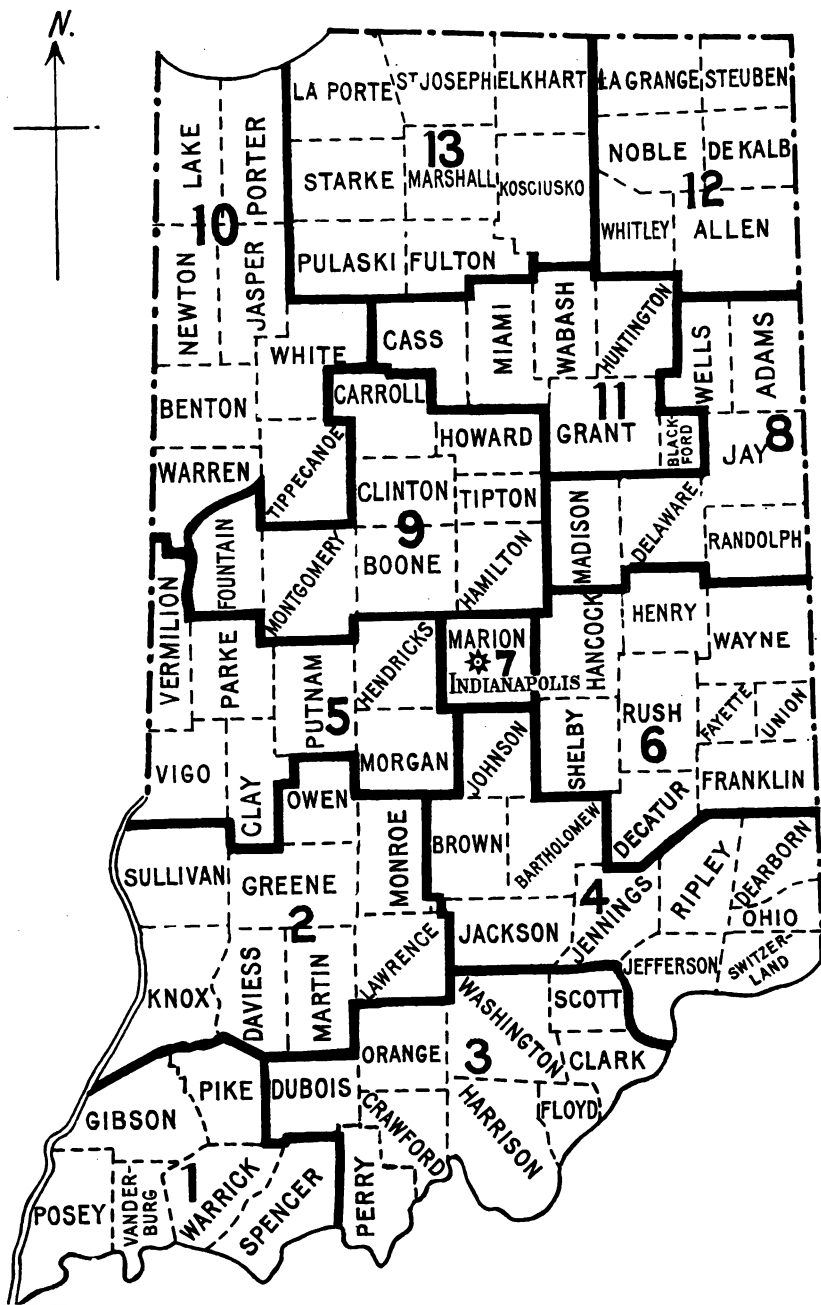 N.
LA PORTE
ST JOSEPH
ELKHART
LA GRANGE
STEUBEN
LAKE
PORTER
13
STARKE
MARSHALL
KOSCIUSKO
NOBLE
DE KALB
12
10
WHITLEY
ALLEN
PULASKI
FULTON
NEWTON
JASPER
WHITE
CASS
MIAMI
WABASH
HUNTINGTON
WELLS
ADAMS
BENTON
CARROLL
11
GRANT
BLACK-
FORD
JAY
8
WARREN
TIPPECANOE
HOWARD
CLINTON
TIPTON
9
MADISON
DELAWARE
RANDOLPH
FOUNTAIN
MONTGOMERY
BOONE
HAMILTON
VERMILION
PARKE
PUTNAM
HENDRICKS
MARION
7
INDIANAPOLIS
HANCOCK
HENRY
WAYNE
5
RUSH
6
FAYETTE
UNION
VIGO
CLAY
MORGAN
JOHNSON
SHELBY
FRANKLIN
OWEN
DECATUR
SULLIVAN
GREENE
MONROE
BROWN
BARTHOLOMEW
RIPLEY
DEARBORN
2
4
JENNINGS
OHIO
JACKSON
JEFFERSON
SWITZER-
LAND
KNOX
DAVIESS
MARTIN
LAWRENCE
WASHINGTON
SCOTT
ORANGE
3
CLARK
GIBSON
PIKE
DUBOIS
CRAWFORD
HARRISON
FLOYD
POSEY
VANDER-
BURG
1
WARRICK
SPENCER
PERRY